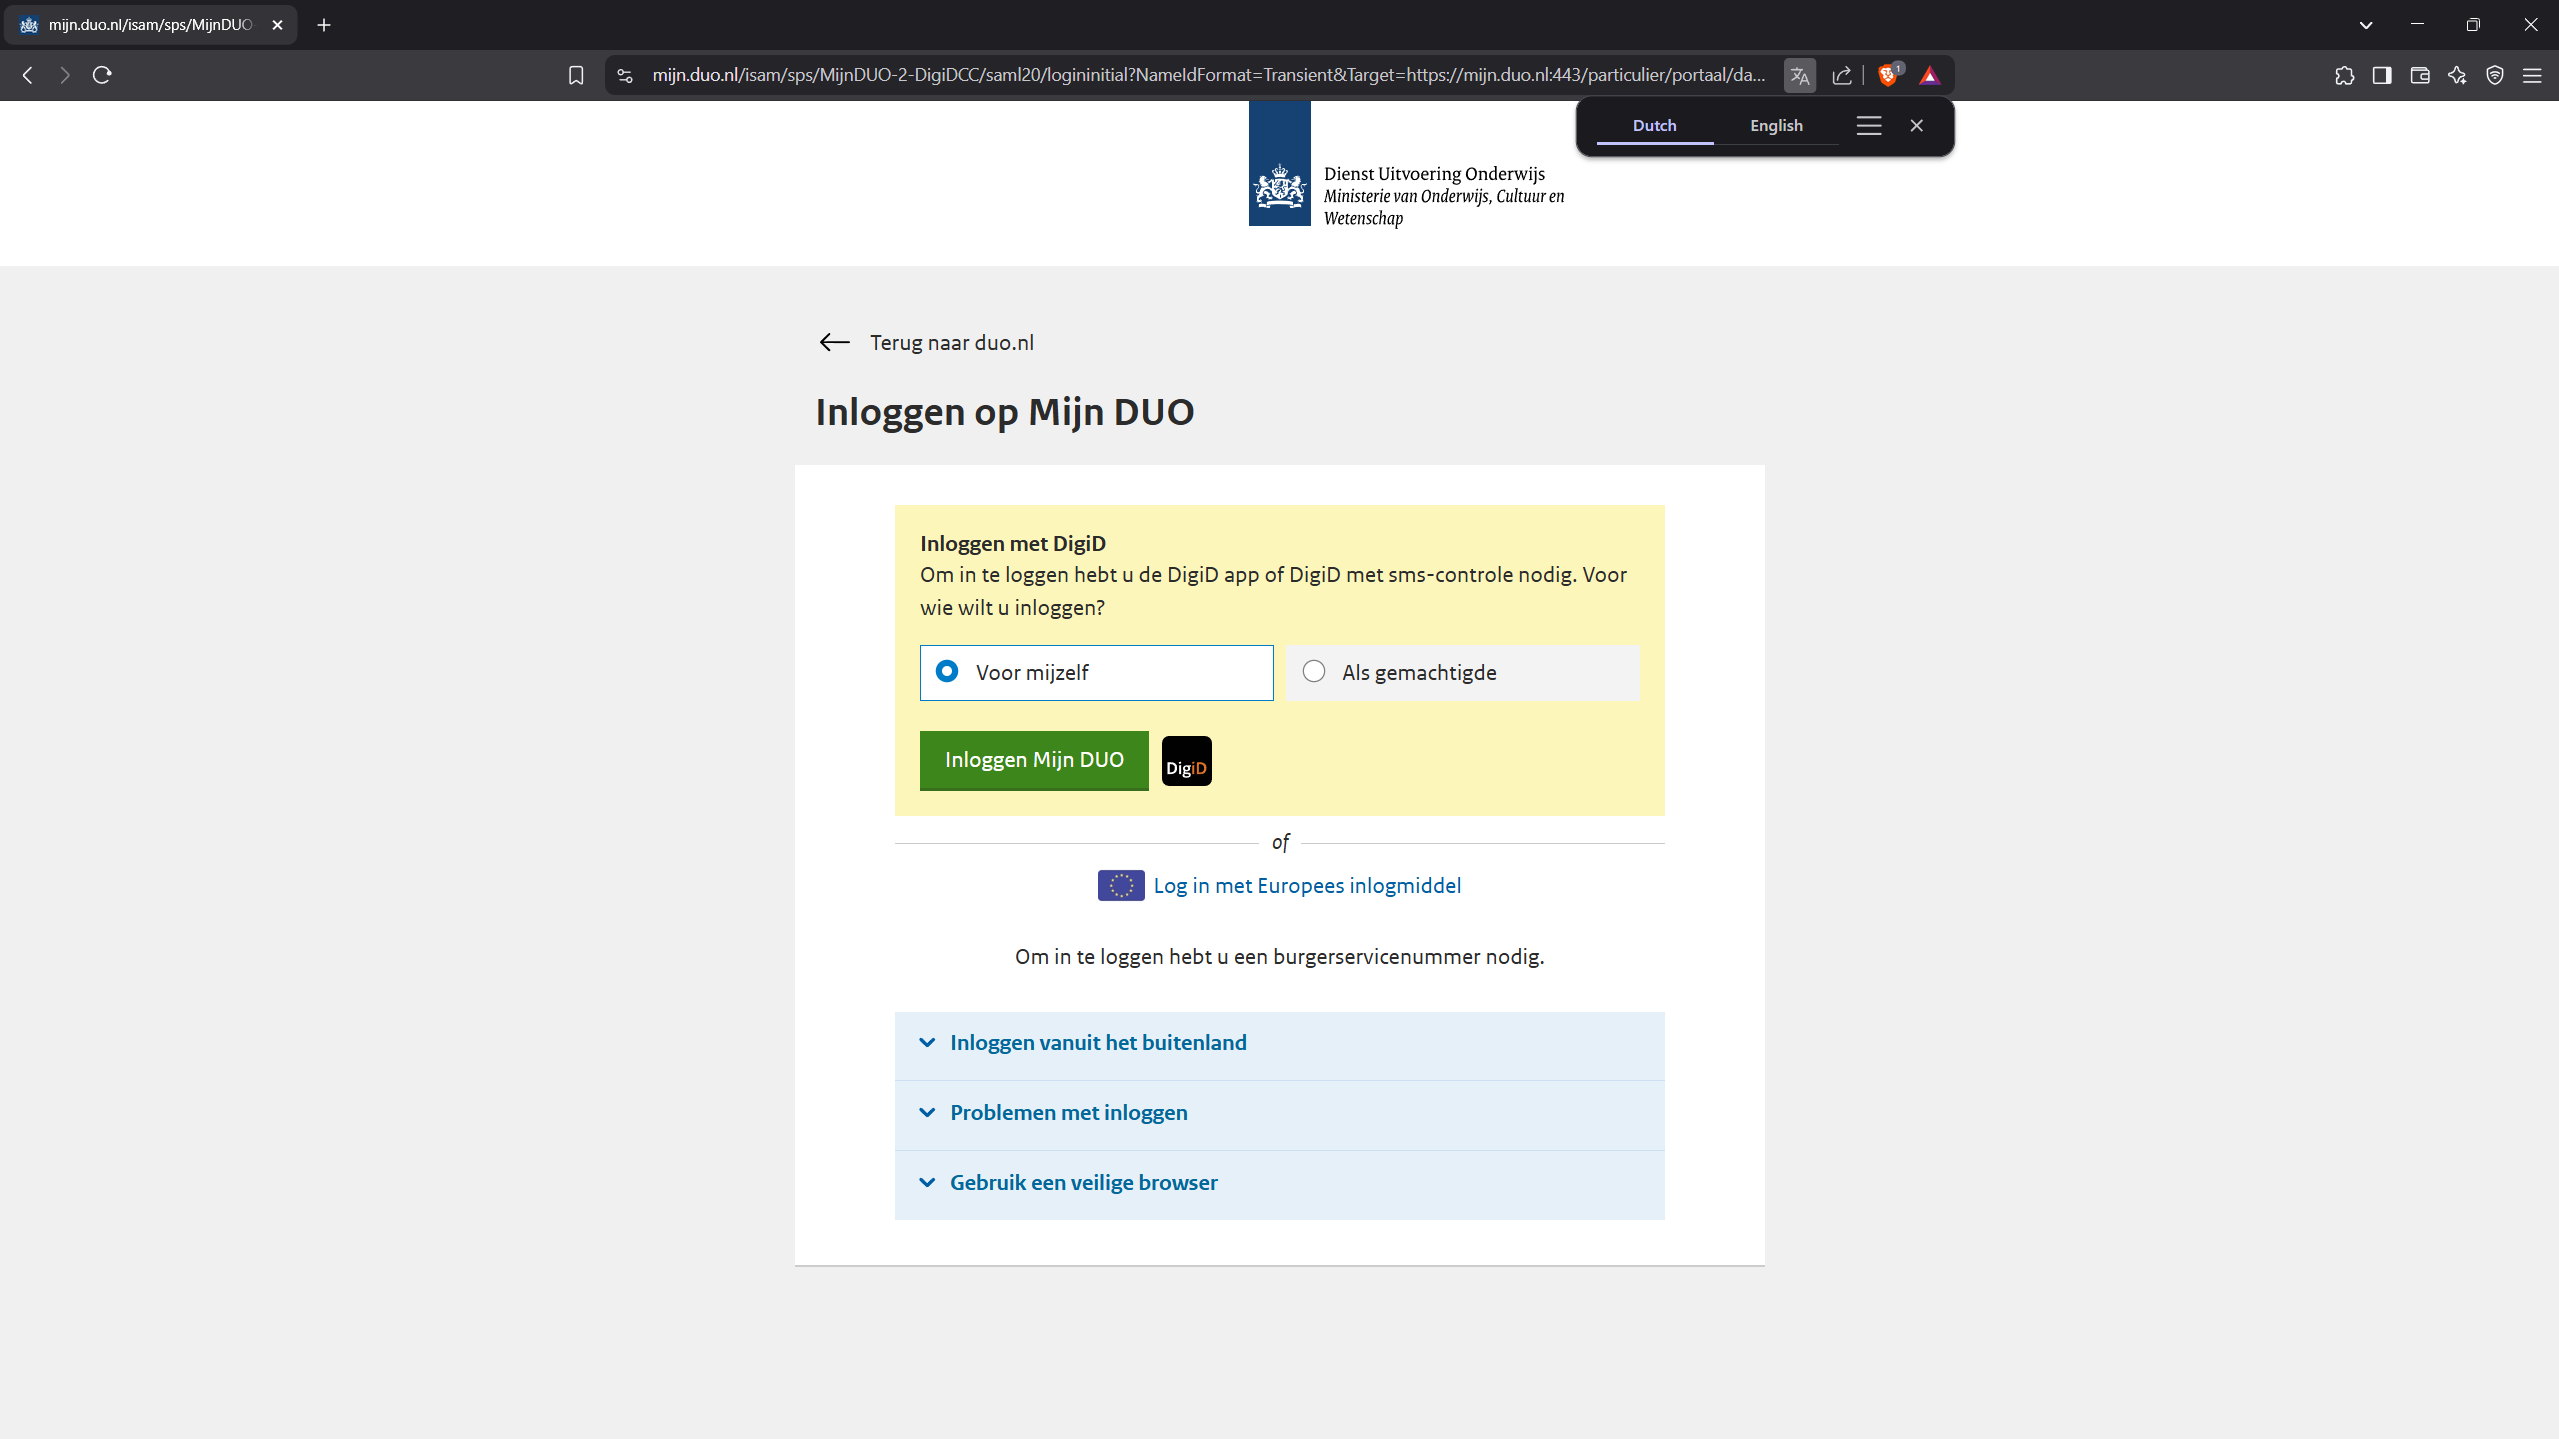 mijn.duo.nl/isam/sps/MijnDUO-
mijn.duo.nl/isam/sps/MijnDUO-2-DigiDCC/saml20/logininitial?NameIdFormat=Transient&Target=https://mijn.duo.nl:443/particulier/portaal/da...
1
Dutch
English
Dienst Uitvoering Onderwijs
Ministerie van Onderwijs, Cultuur en
Wetenschap
Terug naar duo.nl
Inloggen op Mijn DUO
Inloggen met DigiD
Om in te loggen hebt u de DigiD app of DigiD met sms-controle nodig. Voor
wie wilt u inloggen?
Voor mijzelf
Als gemachtigde
Inloggen Mijn DUO
DigiD
of
Log in met Europees inlogmiddel
Om in te loggen hebt u een burgerservicenummer nodig.
Inloggen vanuit het buitenland
Problemen met inloggen
Gebruik een veilige browser